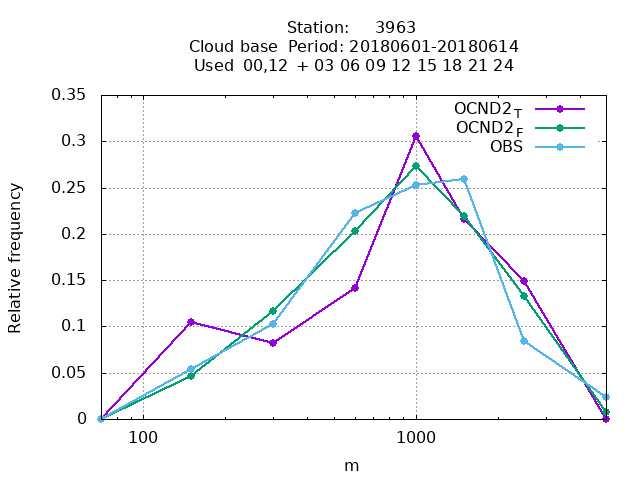 Station: 3963
Cloud base Period: 20180601-20180614
Used 00,12 + 03 06 09 12 15 18 21 24
0.35
0.3
0.25
0.2
0.15
0.1
0.05
0
Relative frequency
OCND2T
OCND2F
OBS
100
1000
m